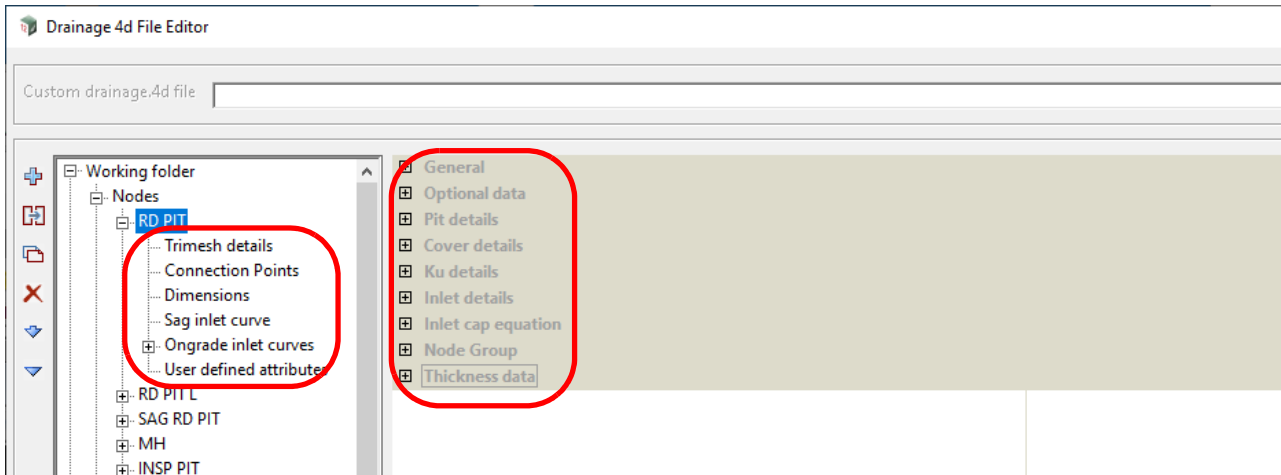 Drainage 4d File Editor
Custom drainage.4d file
Working folder
Nodes
RD PIT
Trimesh details
Connection Points
Dimensions
Sag inlet curve
Ongrade inlet curves
User defined attributes
RD PIT L
SAG RD PIT
MH
INSP PIT
General
Optional data
Pit details
Cover details
Ku details
Inlet details
Inlet cap equation
Node Group
Thickness data